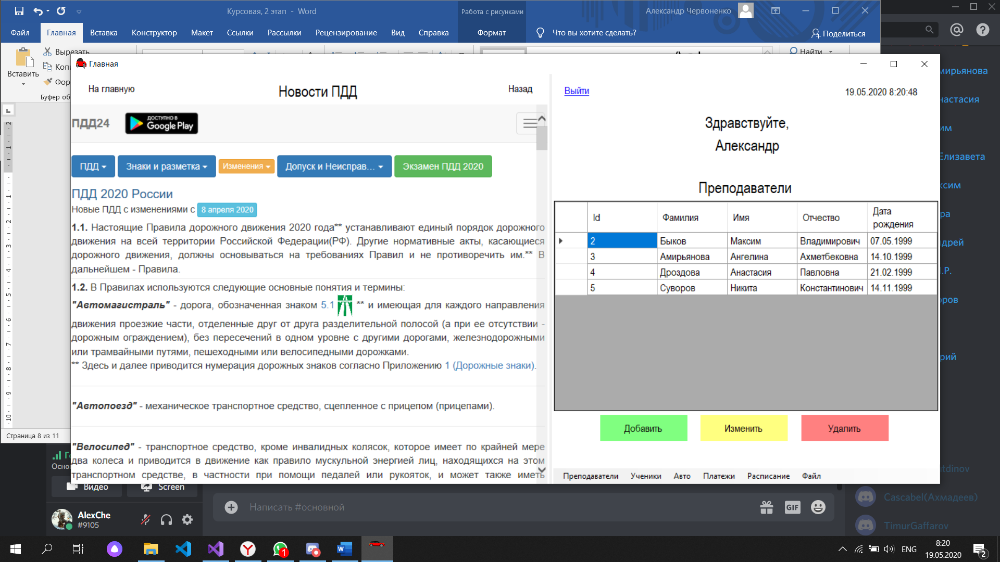 Курсовая, 2 этап - Word
Работа с рисунками
Александр Червоненко
Файл
Главная
Вставка
Конструктор
Макет
Ссылки
Рассылки
Рецензирование
Вид
Справка
Формат
Что вы хотите сделать?
Поделиться
Вставить
Вырезать
Буфер об
Найти
Главная
На главную
Новости ПДД
Назад
ПДД24
ДОСТУПНО В
Google Play
ПДД
Знаки и разметка
Изменения
Допуск и Неисправ...
Экзамен ПДД 2020
ПДД 2020 России
Новые ПДД с изменениями с 8 апреля 2020
1.1. Настоящие Правила дорожного движения 2020 года** устанавливают единый порядок дорожного
движения на всей территории Российской Федерации(РФ). Другие нормативные акты, касающиеся
дорожного движения, должны основываться на требованиях Правил и не противоречить им.** В
дальнейшем - Правила.
1.2. В Правилах используются следующие основные понятия и термины:
"Автомагистраль" - дорога, обозначенная знаком 5.1 ** и имеющая для каждого направления
движения проезжие части, отделенные друг от друга разделительной полосой (а при ее отсутствии -
дорожным ограждением), без пересечений в одном уровне с другими дорогами, железнодорожными
или трамвайными путями, пешеходными или велосипедными дорожками.
** Здесь и далее приводится нумерация дорожных знаков согласно Приложению 1 (Дорожные знаки).
"Автопоезд" - механическое транспортное средство, сцепленное с прицепом (прицепами).
"Велосипед" - транспортное средство, кроме инвалидных колясок, которое имеет по крайней мере
два колеса и приводится в движение как правило мускульной энергией лиц, находящихся на этом
транспортном средстве, в частности при помощи педалей или рукояток, и может также иметь
Выйти
19.05.2020 8:20:48
Здравствуйте,
Александр
Преподаватели
Id Фамилия Имя Отчество Дата рождения
2 Быков Максим Владимирович 07.05.1999
3 Амирьянова Ангелина Ахметбековна 14.10.1999
4 Дроздова Анастасия Павловна 21.02.1999
5 Суворов Никита Константинович 14.11.1999
Добавить
Изменить
Удалить
Преподаватели Ученики Авто Платежи Расписание Файл
Елизавета
Страница 8 из 11
Видео
Screen
AlexChe
#9105
Написать #основной
GIF
Cascabel(Ахмадеев)
TimurGaffarov
1
ENG
8:20
19.05.2020
2